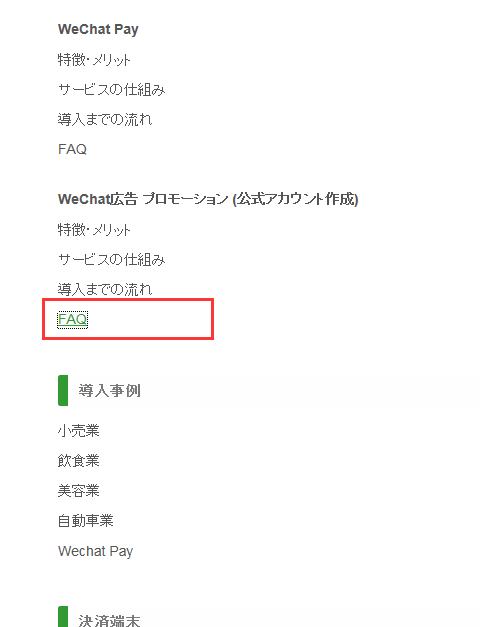 WeChat Pay
特徴・メリット
サービスの仕組み
導入までの流れ
FAQ
WeChat広告 プロモーション (公式アカウント作成)
特徴・メリット
サービスの仕組み
導入までの流れ
FAQ
導入事例
小売業
飲食業
美容業
自動車業
Wechat Pay
決済端末